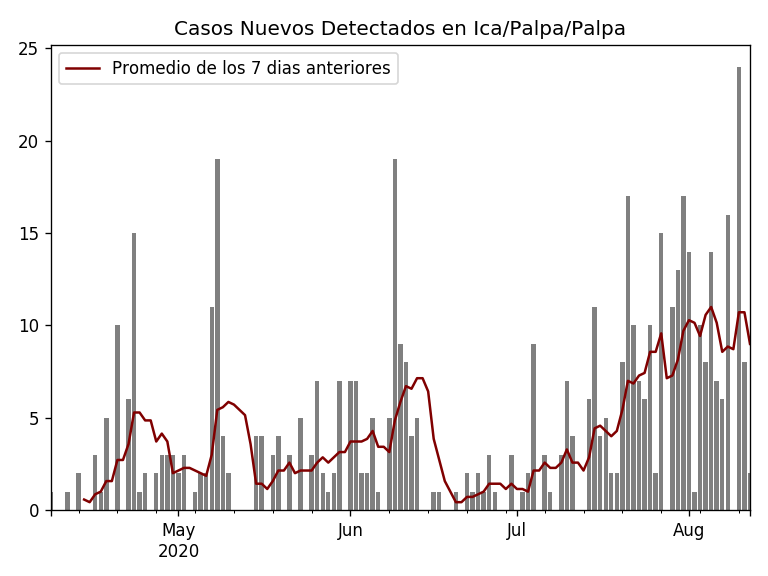 Casos Nuevos Detectados en Ica/Palpa/Palpa
Promedio de los 7 dias anteriores
25
20
15
10
5
0
May Jun Jul Aug
2020